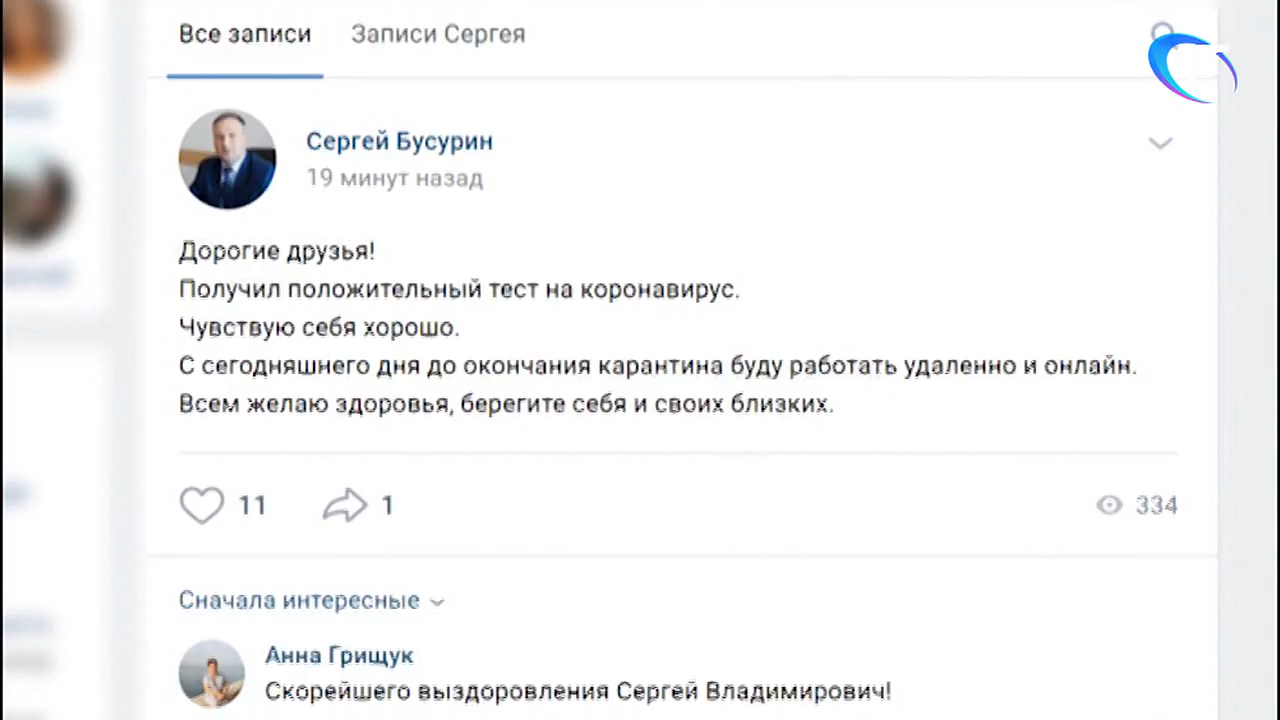 Все записи Записи Сергея
Сергей Бусурин
19 минут назад
Дорогие друзья!
Получил положительный тест на коронавирус.
Чувствую себя хорошо.
С сегодняшнего дня до окончания карантина буду работать удаленно и онлайн.
Всем желаю здоровья, берегите себя и своих близких.
11 1 334
Сначала интересные
Анна Грищук
Скорейшего выздоровления Сергей Владимирович!